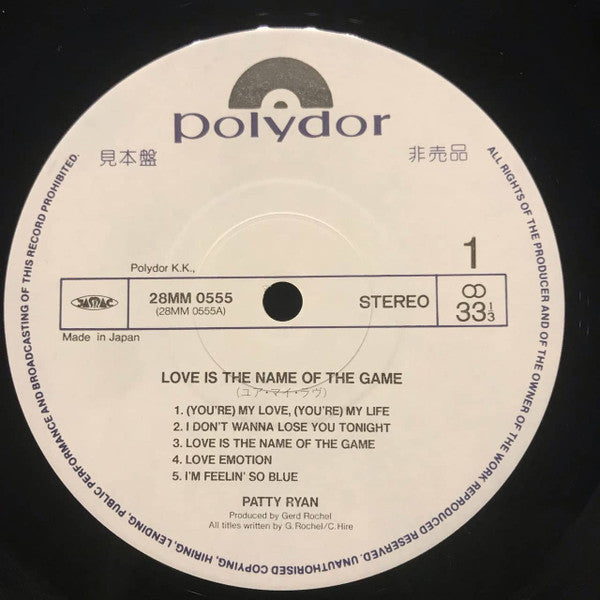 polydor
見本盤
非売品
ALL RIGHTS OF THE PRODUCER AND OF THE OWNER OF THE WORK REPRODUCED RESERVED. UNAUTHORISED COPYING, HIRING, LENDING, PUBLIC PERFORMANCE AND BROADCASTING OF THIS RECORD PROHIBITED.
Polydor K.K.,
1
JASRAC
28MM 0555
(28MM 0555A)
STEREO
33 1/3
Made in Japan
LOVE IS THE NAME OF THE GAME
(ユア・マイ・ラヴ)
1. (YOU'RE) MY LOVE, (YOU'RE) MY LIFE
2. I DON'T WANNA LOSE YOU TONIGHT
3. LOVE IS THE NAME OF THE GAME
4. LOVE EMOTION
5. I'M FEELIN' SO BLUE
PATTY RYAN
Produced by Gerd Rochel
All titles written by G. Rochel/C. Hire